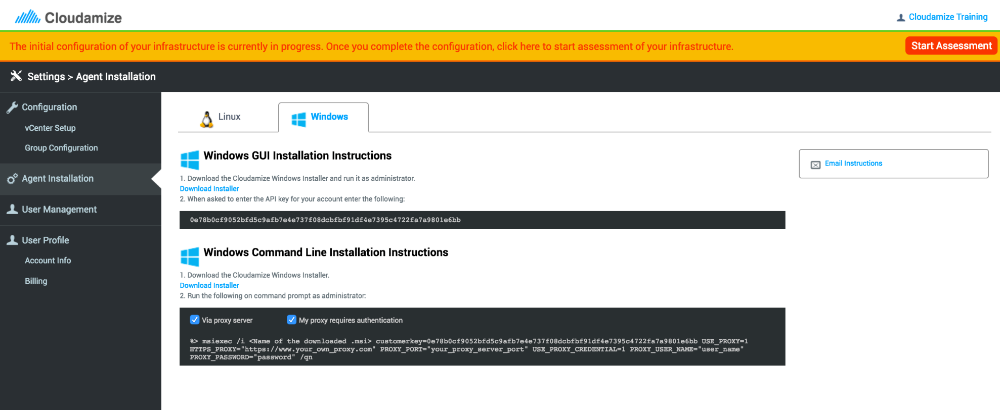 Cloudamize
Cloudamize Training
The initial configuration of your infrastructure is currently in progress. Once you complete the configuration, click here to start assessment of your infrastructure.
Start Assessment
Settings > Agent Installation
Configuration
vCenter Setup
Group Configuration
Agent Installation
User Management
User Profile
Account Info
Billing
Linux
Windows
Windows GUI Installation Instructions
1. Download the Cloudamize Windows Installer and run it as administrator.
Download Installer
2. When asked to enter the API key for your account enter the following:
0e78b0cf9052bfd5c9afb7e4e737f08dcbfbf91df4e7395c4722fa7a9801e6bb
Email Instructions
Windows Command Line Installation Instructions
1. Download the Cloudamize Windows Installer.
Download Installer
2. Run the following on command prompt as administrator:
Via proxy server
My proxy requires authentication
%> msiexec /i <Name of the downloaded .msi> customerkey=0e78b0cf9052bfd5c9afb7e4e737f08dcbfbf91df4e7395c4722fa7a9801e6bb USE_PROXY=1
HTTPS_PROXY="https://www.your_own_proxy.com" PROXY_PORT="your_proxy_server_port" USE_PROXY_CREDENTIAL=1 PROXY_USER_NAME="user_name"
PROXY_PASSWORD="password" /qn